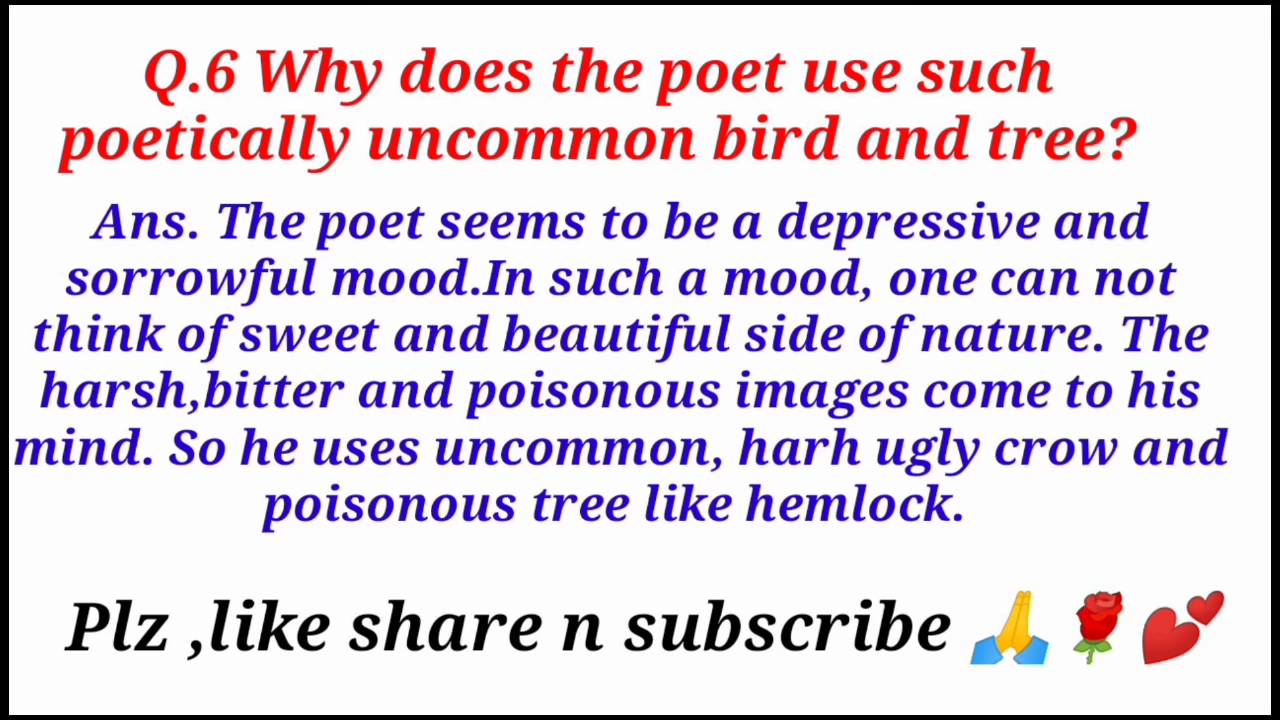 Q.6 Why does the poet use such
poetically uncommon bird and tree?
Ans. The poet seems to be a depressive and
sorrowful mood.In such a mood, one can not
think of sweet and beautiful side of nature. The
harsh,bitter and poisonous images come to his
mind. So he uses uncommon, harh ugly crow and
poisonous tree like hemlock.
Plz ,like share n subscribe 🙏🌹💕